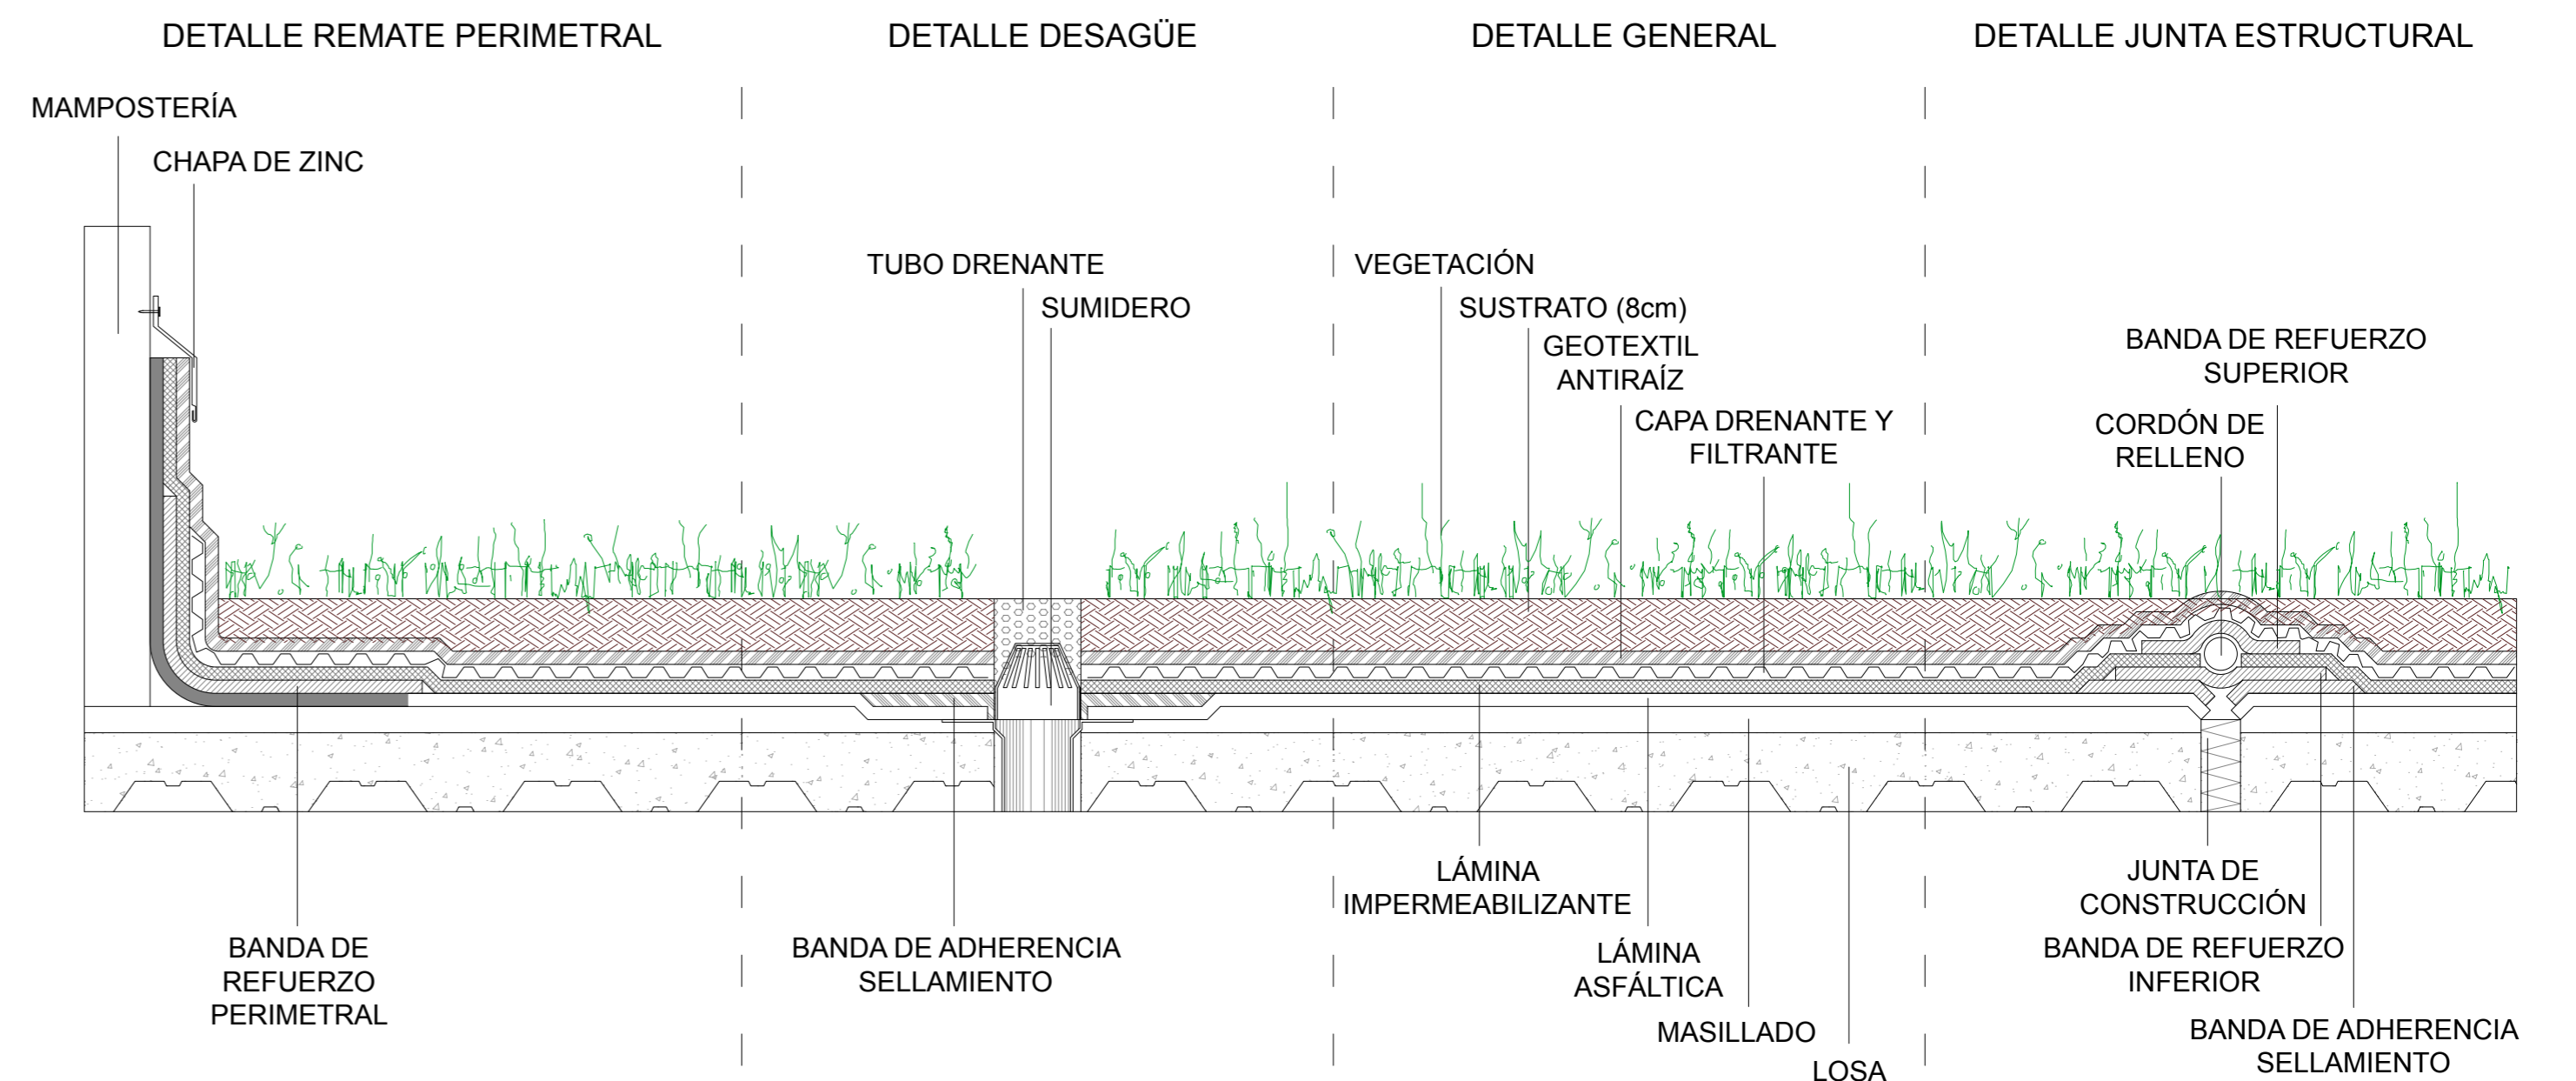 DETALLE REMATE PERIMETRAL
DETALLE DESAGÜE
DETALLE GENERAL
DETALLE JUNTA ESTRUCTURAL
MAMPOSTERÍA
CHAPA DE ZINC
TUBO DRENANTE
SUMIDERO
VEGETACIÓN
SUSTRATO (8cm)
GEOTEXTIL
ANTIRAÍZ
CAPA DRENANTE Y
FILTRANTE
BANDA DE REFUERZO
SUPERIOR
CORDÓN DE
RELLENO
BANDA DE
REFUERZO
PERIMETRAL
BANDA DE ADHERENCIA
SELLAMIENTO
LÁMINA
IMPERMEABILIZANTE
LÁMINA
ASFÁLTICA
MASILLADO
LOSA
JUNTA DE
CONSTRUCCIÓN
BANDA DE REFUERZO
INFERIOR
BANDA DE ADHERENCIA
SELLAMIENTO